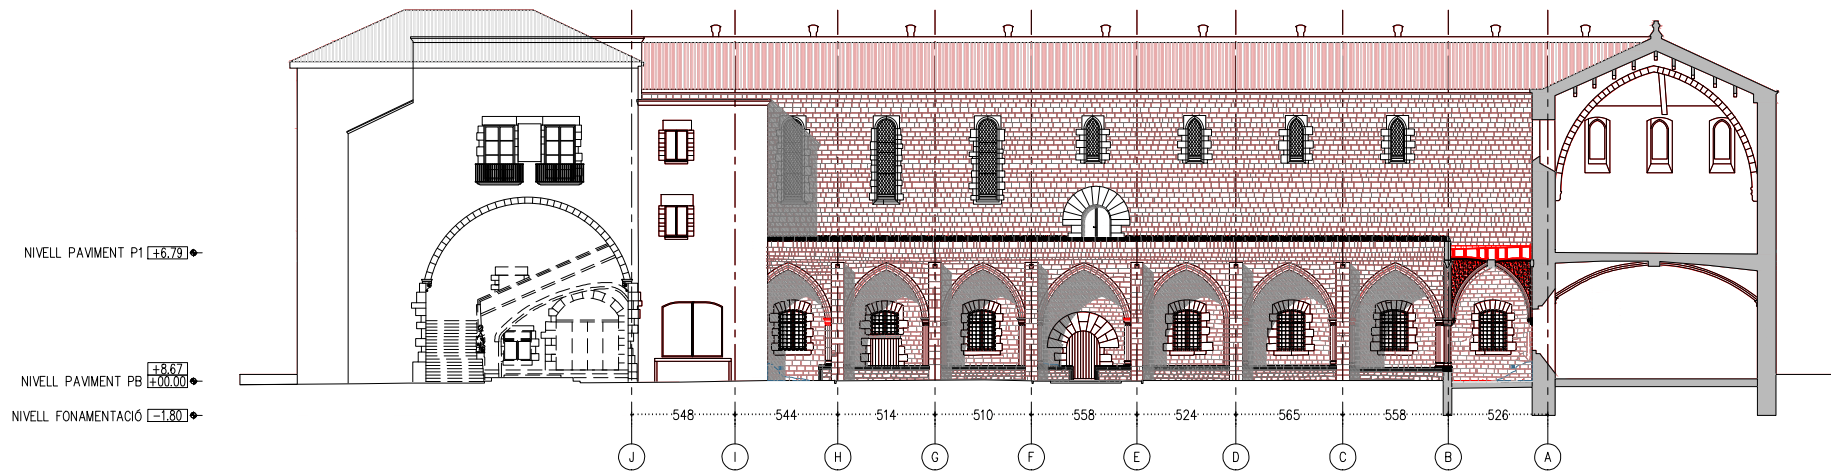 NIVELL PAVIMENT P1 +6.79
+8.67
NIVELL PAVIMENT PB +00.00
NIVELL FONAMENTACIÓ -1.80
548 544 514 510 558 524 565 558 526
J I H G F E D C B A